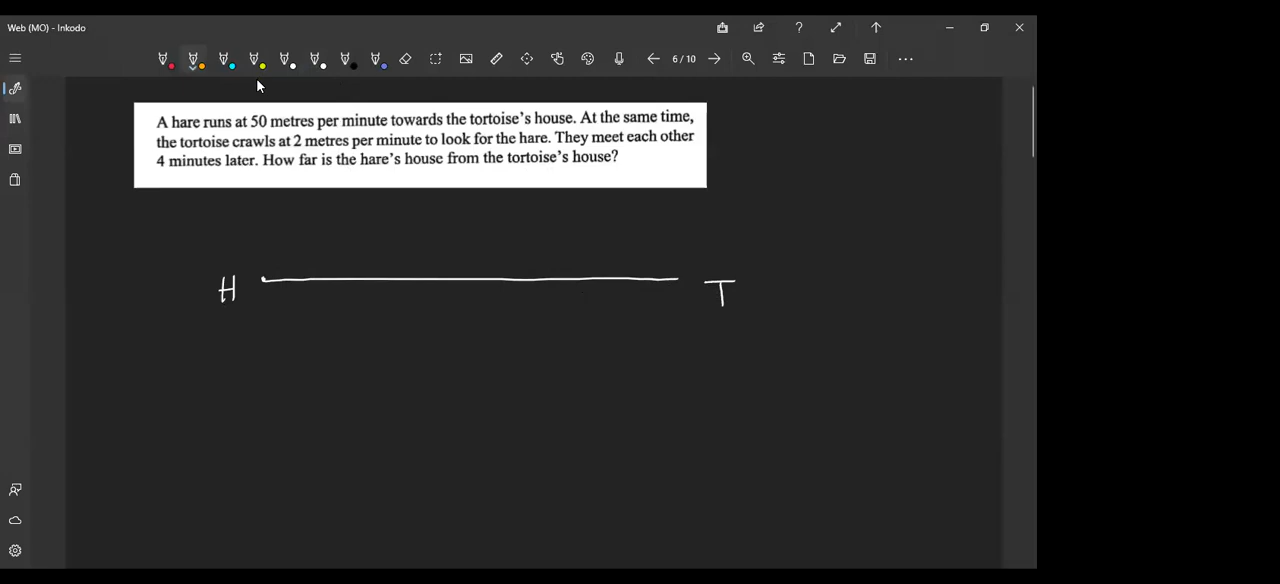 Web (MO) - Inkodo
6 / 10
A hare runs at 50 metres per minute towards the tortoise's house. At the same time,
the tortoise crawls at 2 metres per minute to look for the hare. They meet each other
4 minutes later. How far is the hare's house from the tortoise's house?
H T